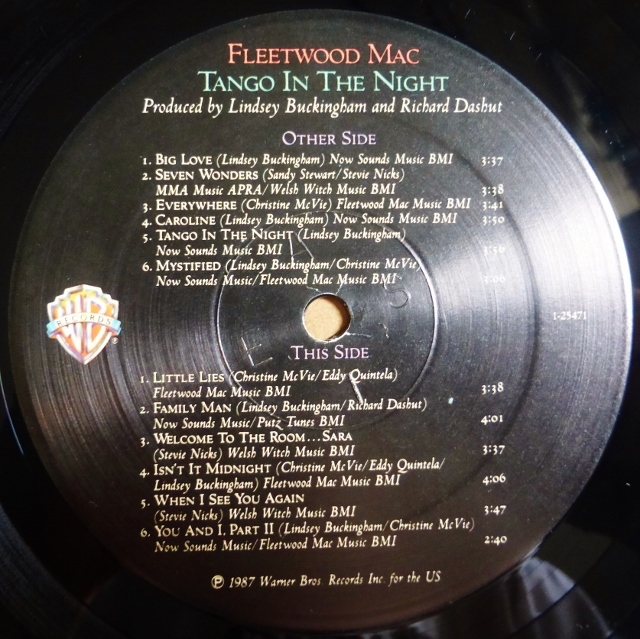 FLEETWOOD MAC
TANGO IN THE NIGHT
Produced by Lindsey Buckingham and Richard Dashut
OTHER SIDE
1. BIG LOVE (Lindsey Buckingham) Now Sounds Music BMI 3:37
2. SEVEN WONDERS (Sandy Stewart/Stevie Nicks)
MMA Music APRA/Welsh Witch Music BMI 3:38
3. EVERYWHERE (Christine McVie) Fleetwood Mac Music BMI 3:41
4. CAROLINE (Lindsey Buckingham) Now Sounds Music BMI 3:50
5. TANGO IN THE NIGHT (Lindsey Buckingham)
Now Sounds Music BMI 3:56
6. MYSTIFIED (Lindsey Buckingham/Christine McVie)
Now Sounds Music/Fleetwood Mac Music BMI 3:06
RECORDS ®
1-25471
THIS SIDE
1. LITTLE LIES (Christine McVie/Eddy Quintela)
Fleetwood Mac Music BMI 3:38
2. FAMILY MAN (Lindsey Buckingham/Richard Dashut)
Now Sounds Music/Putz Tunes BMI 4:01
3. WELCOME TO THE ROOM...SARA
(Stevie Nicks) Welsh Witch Music BMI 3:37
4. ISN'T IT MIDNIGHT (Christine McVie/Eddy Quintela/
Lindsey Buckingham) Fleetwood Mac Music BMI 4:06
5. WHEN I SEE YOU AGAIN
(Stevie Nicks) Welsh Witch Music BMI 3:47
6. YOU AND I, PART II (Lindsey Buckingham/Christine McVie)
Now Sounds Music/Fleetwood Mac Music BMI 2:40
℗ 1987 Warner Bros. Records Inc. for the US